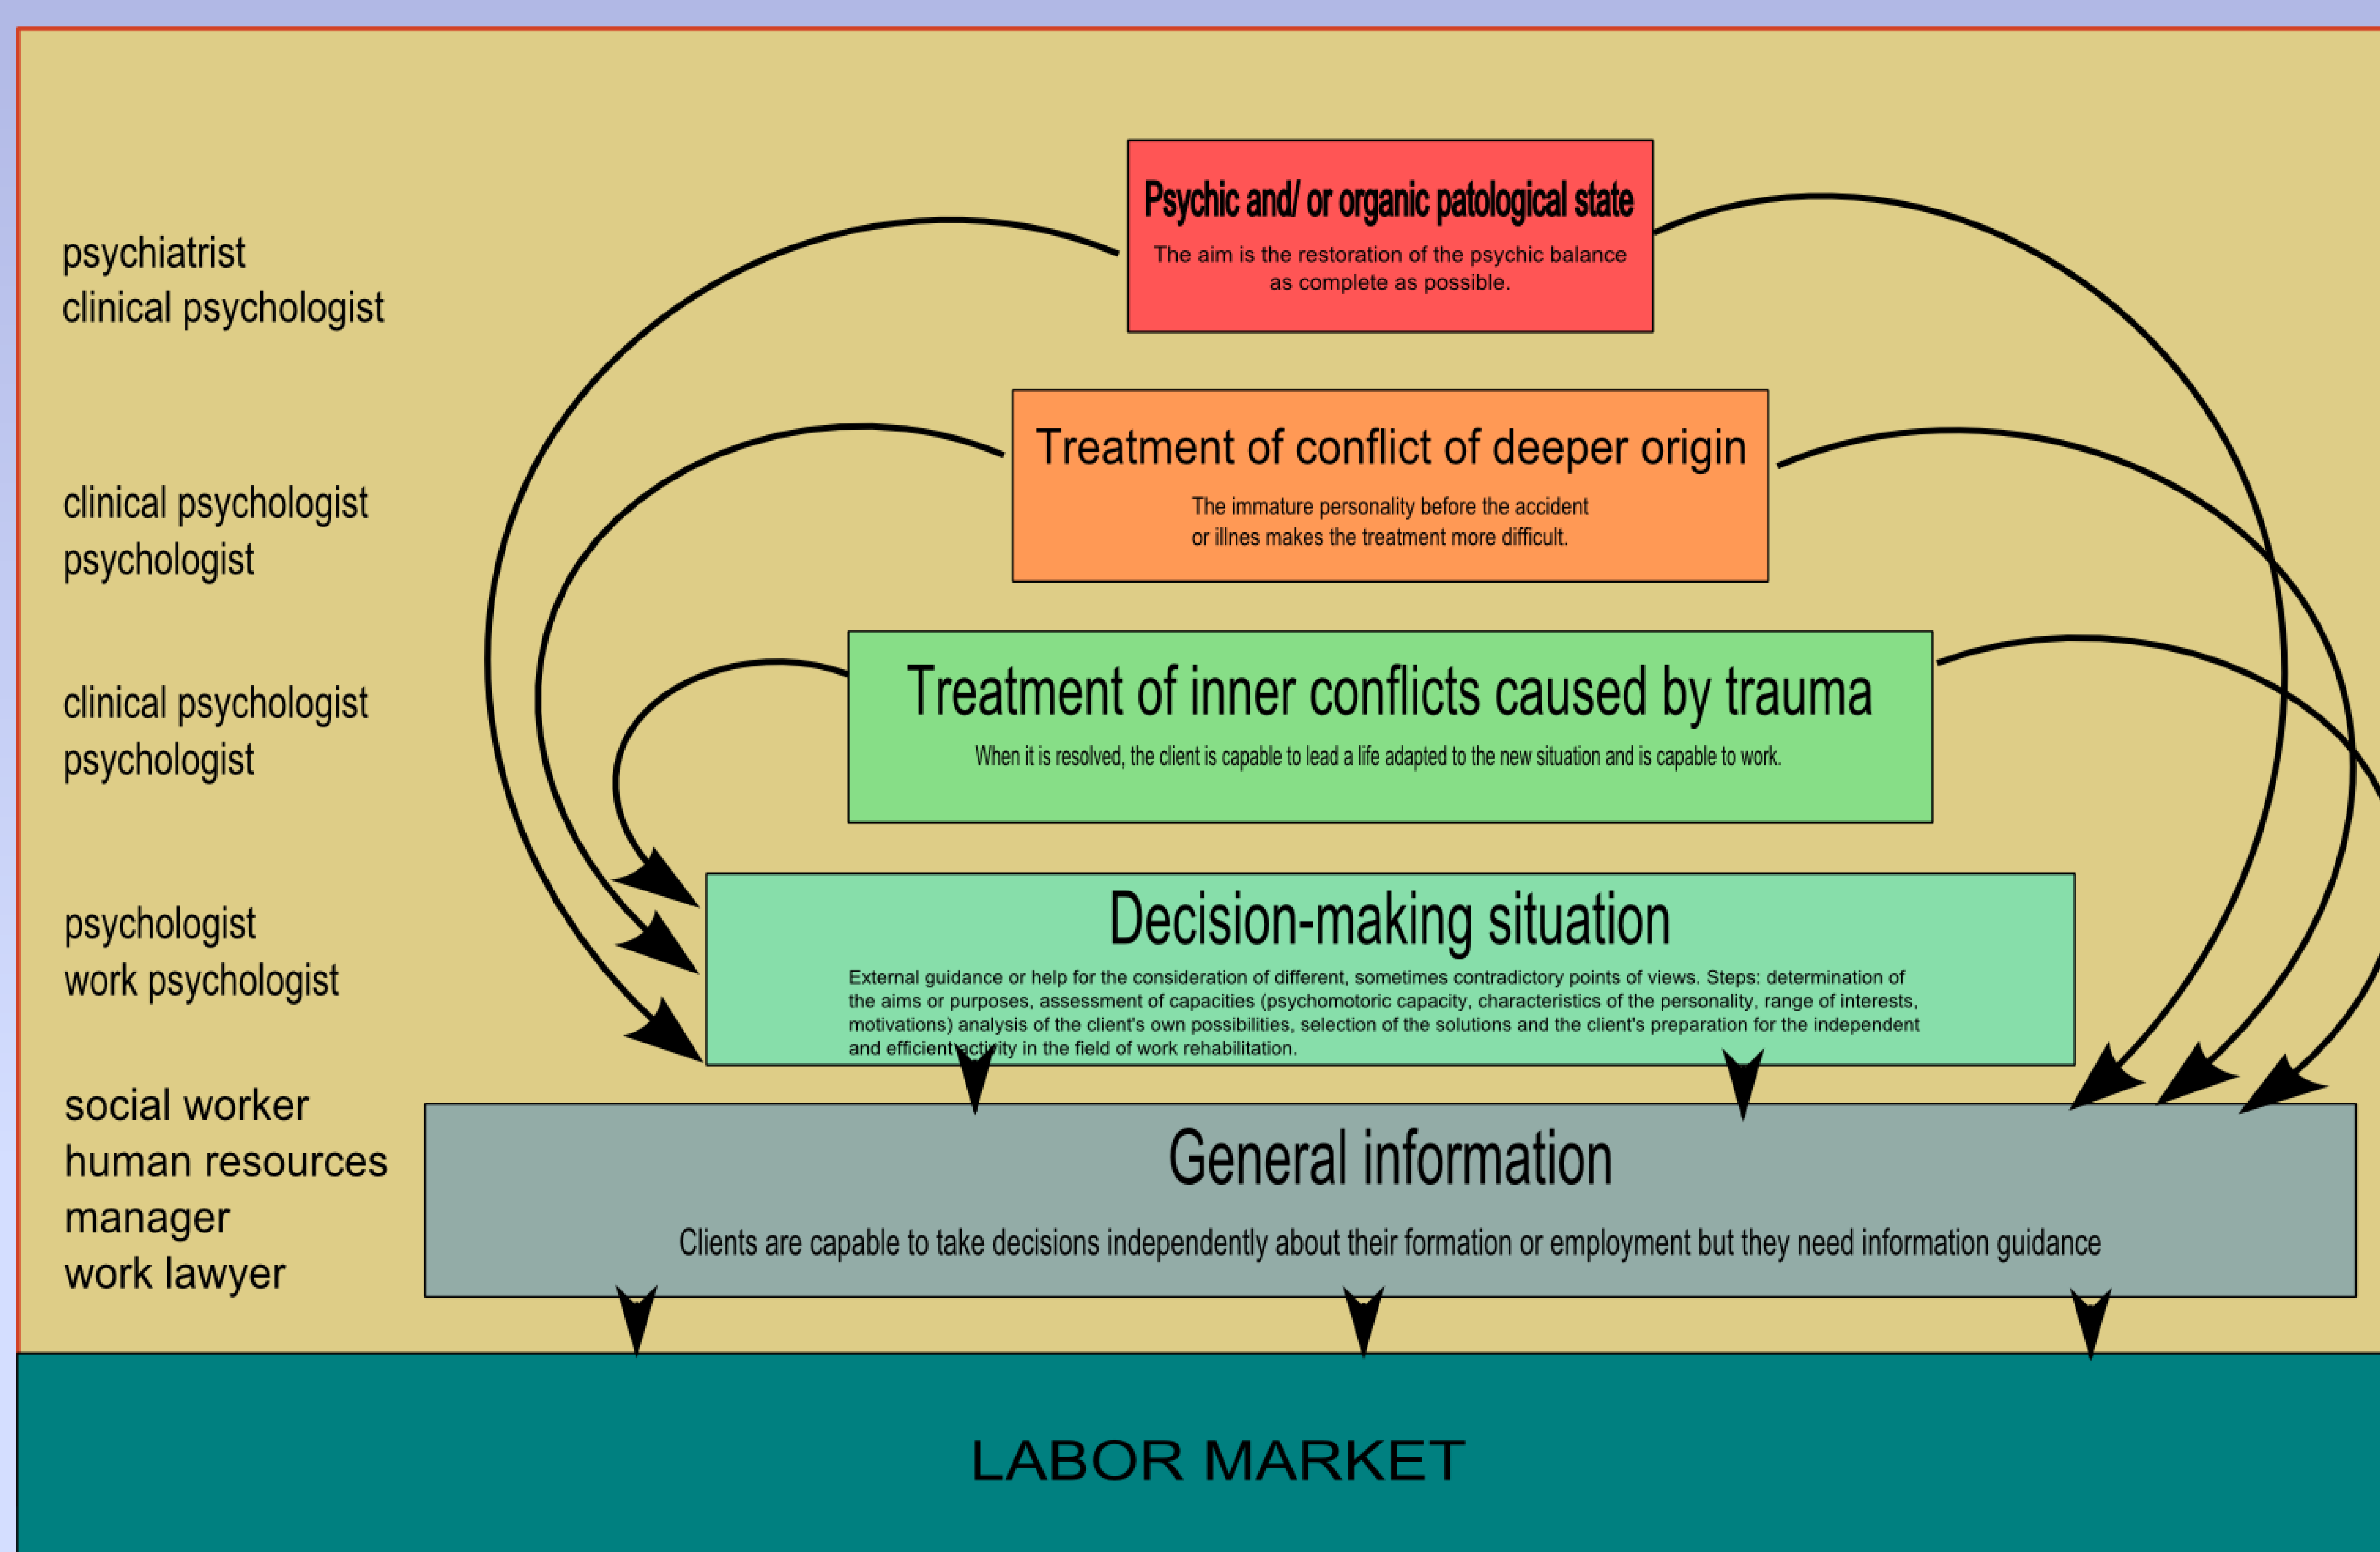 psychiatrist
clinical psychologist
Psychic and/ or organic patological state
The aim is the restoration of the psychic balance
as complete as possible.
clinical psychologist
psychologist
Treatment of conflict of deeper origin
The immature personality before the accident
or illnes makes the treatment more difficult.
clinical psychologist
psychologist
Treatment of inner conflicts caused by trauma
When it is resolved, the client is capable to lead a life adapted to the new situation and is capable to work.
psychologist
work psychologist
Decision-making situation
External guidance or help for the consideration of different, sometimes contradictory points of views. Steps: determination of
the aims or purposes, assessment of capacities (psychomotoric capacity, characteristics of the personality, range of interests,
motivations) analysis of the client's own possibilities, selection of the solutions and the client's preparation for the independent
and efficient activity in the field of work rehabilitation.
social worker
human resources
manager
work lawyer
General information
Clients are capable to take decisions independently about their formation or employment but they need information guidance
LABOR MARKET